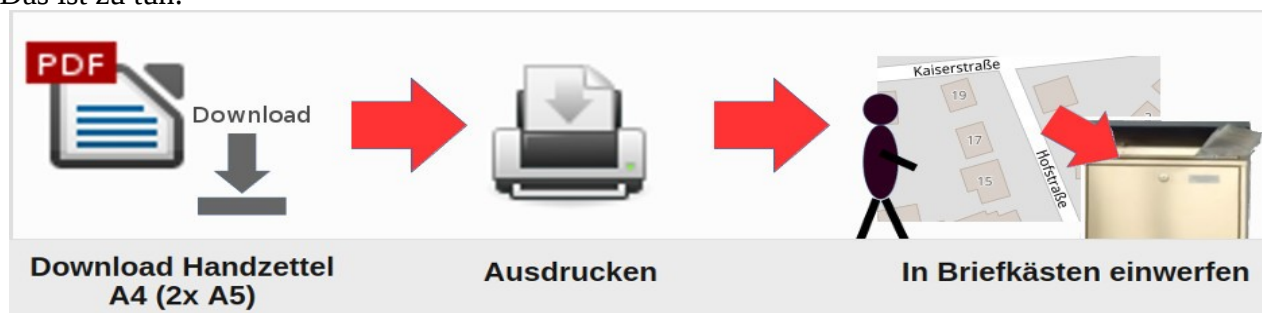 Das ist zu tun:
PDF
Download
Kaiserstraße
19
17
15
Hofstraße
Download Handzettel
A4 (2x A5)
Ausdrucken
In Briefkästen einwerfen